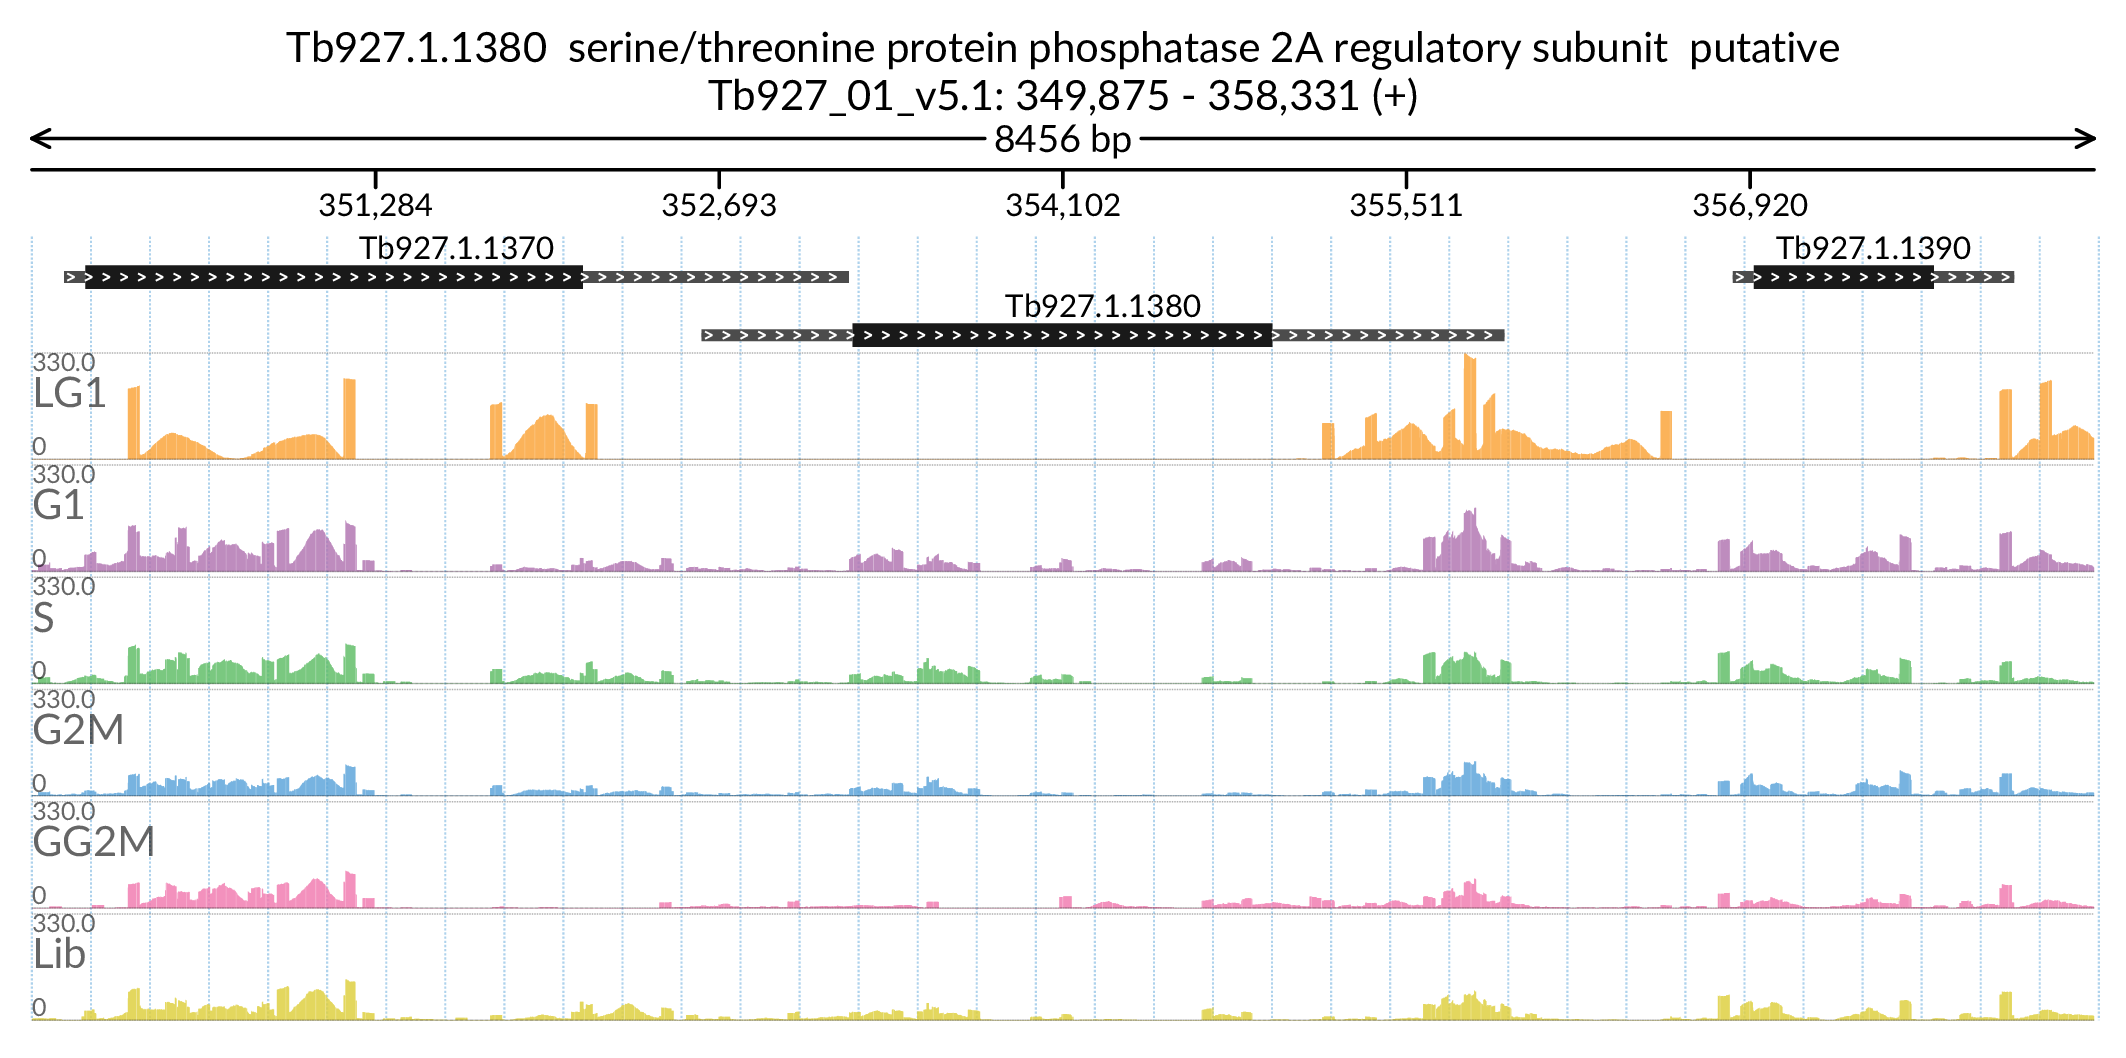 Tb927.1.1380  serine/threonine protein phosphatase 2A regulatory subunit  putative
Tb927_01_v5.1: 349,875 - 358,331 (+)
8456 bp
351,284 352,693 354,102 355,511 356,920
Tb927.1.1370 Tb927.1.1390
Tb927.1.1380
330.0
LG1
0
330.0
G1
0
330.0
S
0
330.0
G2M
0
330.0
GG2M
0
330.0
Lib
0